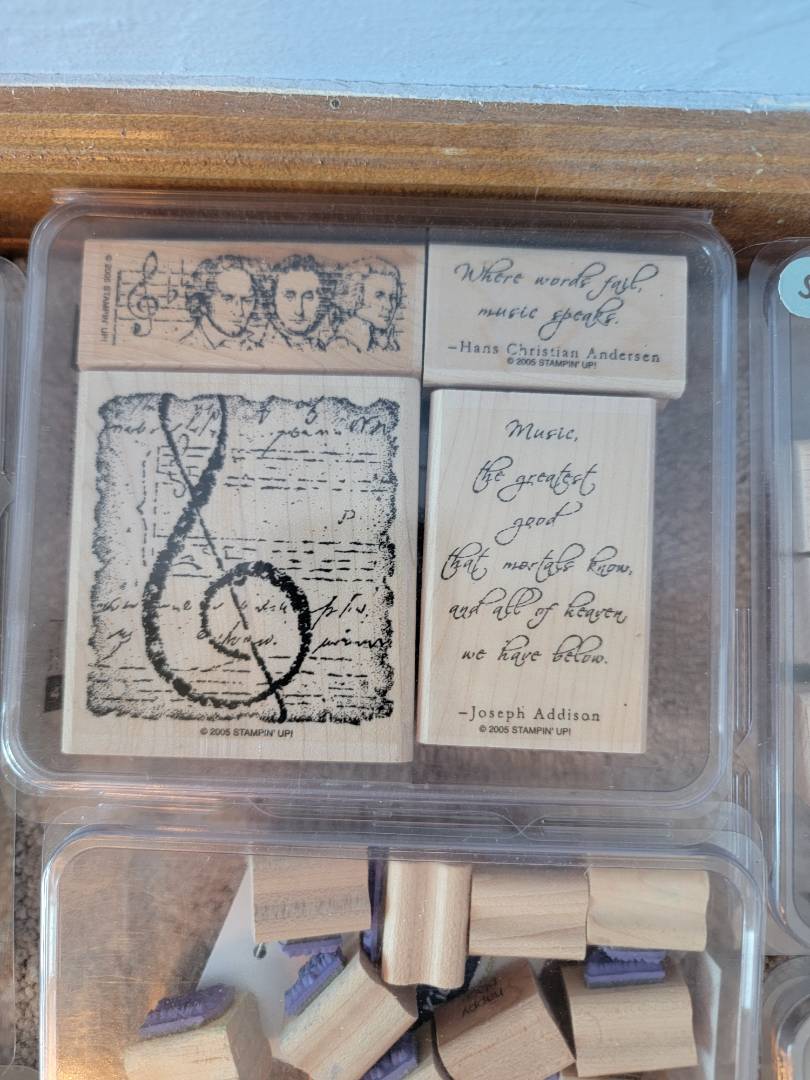 © 2005 STAMPIN' UP!
Where words fail,
music speaks.
–Hans Christian Andersen
© 2005 STAMPIN' UP!
© 2005 STAMPIN' UP!
Music,
the greatest
good
that mortals know,
and all of heaven
we have below.
–Joseph Addison
© 2005 STAMPIN' UP!